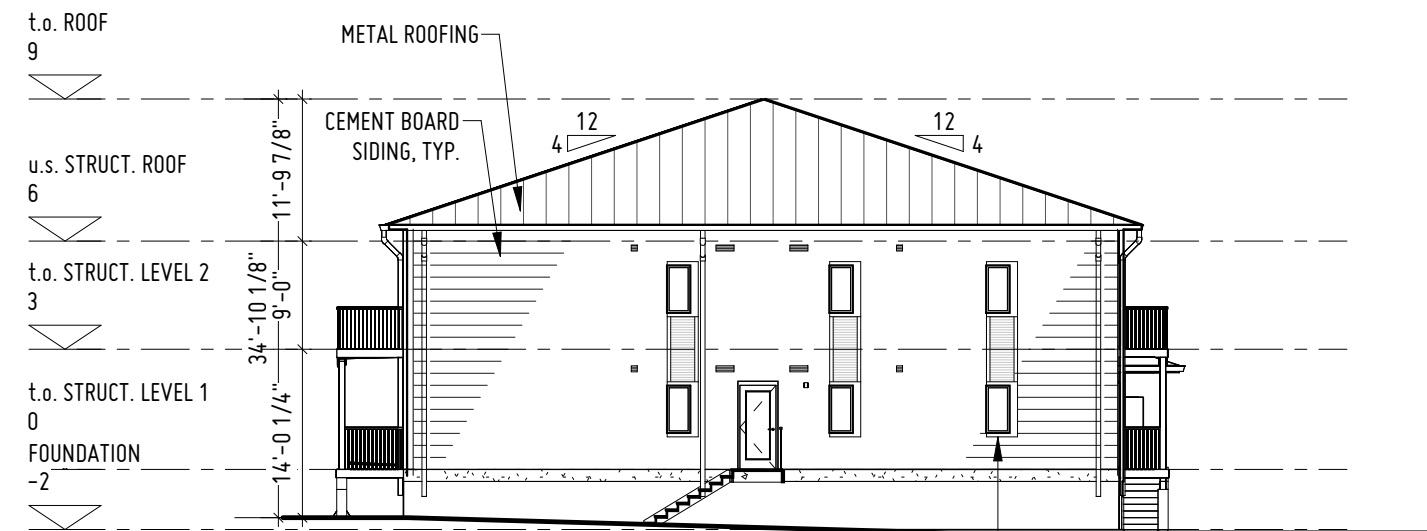 t.o. ROOF
9
METAL ROOFING
CEMENT BOARD
SIDING, TYP.
12
4
12
4
u.s. STRUCT. ROOF
6
t.o. STRUCT. LEVEL 2
3
t.o. STRUCT. LEVEL 1
0
FOUNDATION
-2
11'-9 7/8"
34'-10 1/8"
9'-0"
14'-0 1/4"